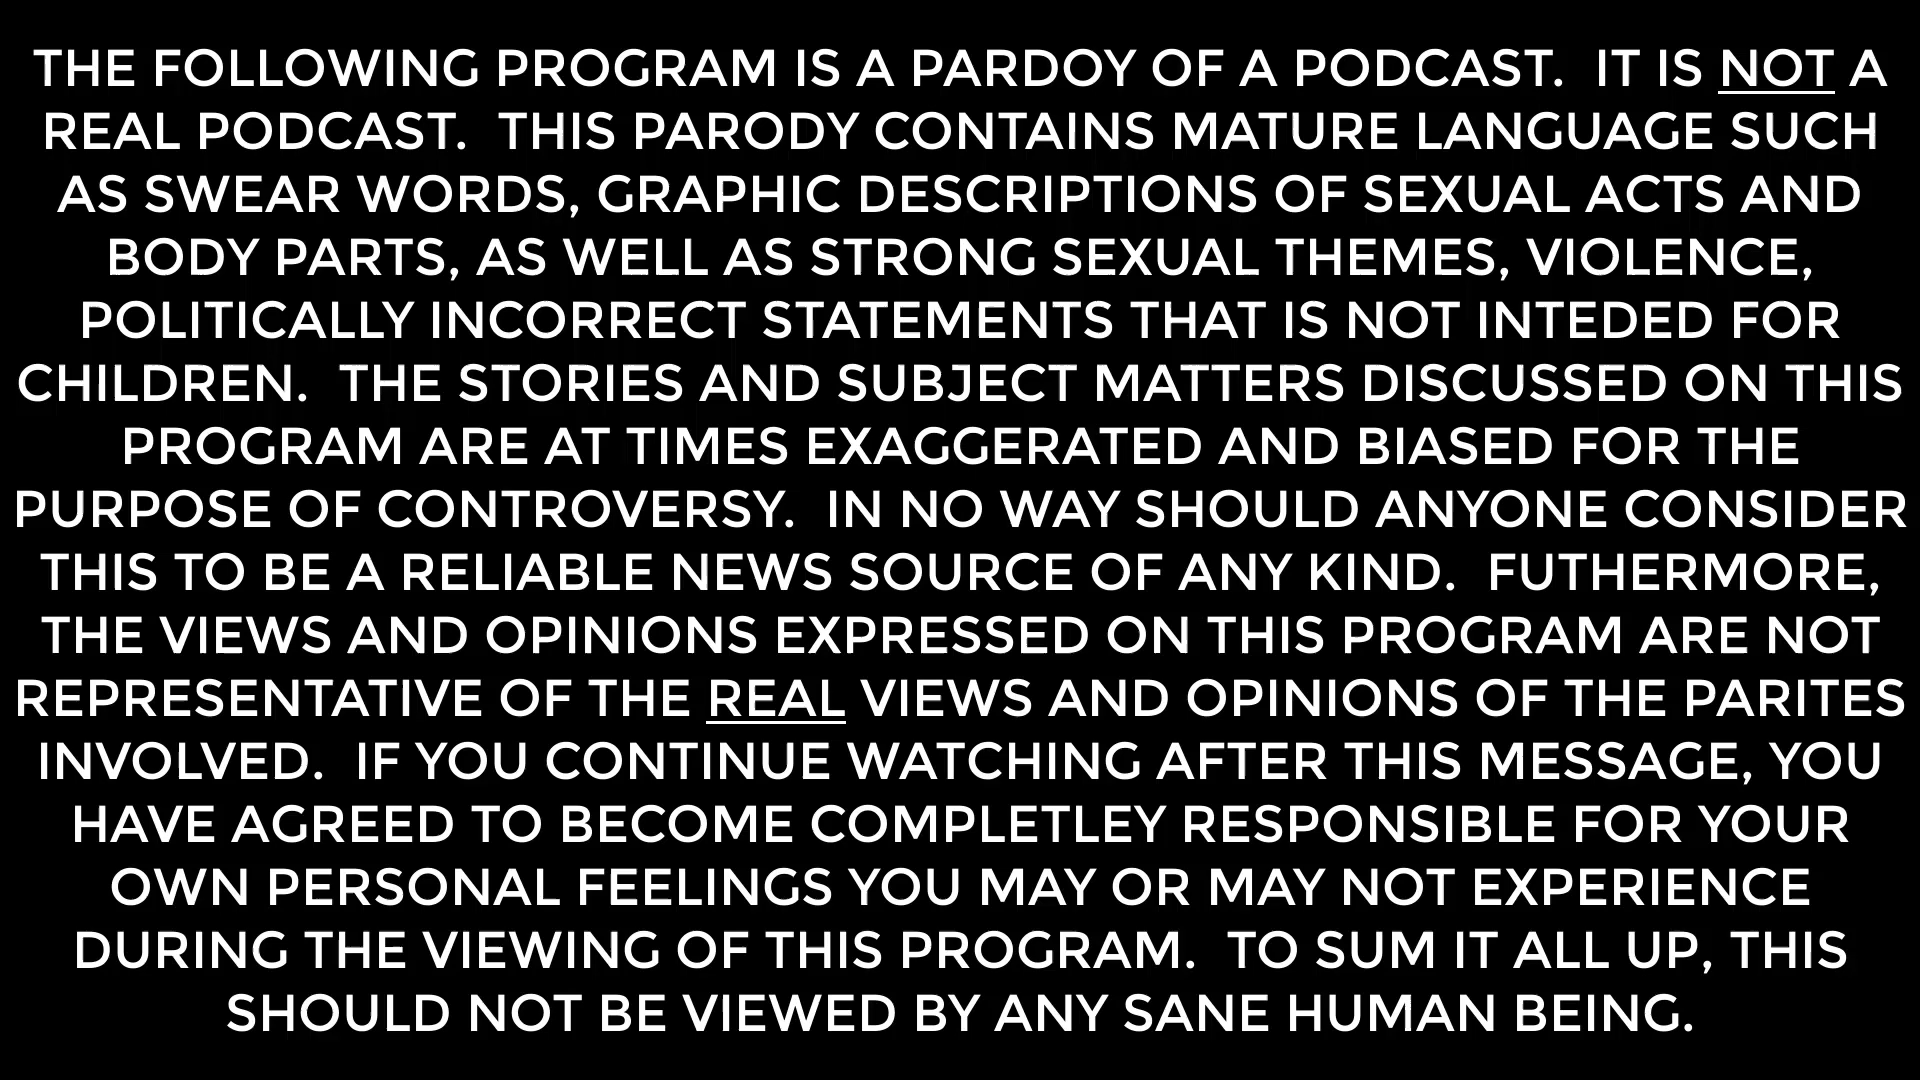 THE FOLLOWING PROGRAM IS A PARDOY OF A PODCAST.  IT IS NOT A
REAL PODCAST.  THIS PARODY CONTAINS MATURE LANGUAGE SUCH
AS SWEAR WORDS, GRAPHIC DESCRIPTIONS OF SEXUAL ACTS AND
BODY PARTS, AS WELL AS STRONG SEXUAL THEMES, VIOLENCE,
POLITICALLY INCORRECT STATEMENTS THAT IS NOT INTEDED FOR
CHILDREN.  THE STORIES AND SUBJECT MATTERS DISCUSSED ON THIS
PROGRAM ARE AT TIMES EXAGGERATED AND BIASED FOR THE
PURPOSE OF CONTROVERSY.  IN NO WAY SHOULD ANYONE CONSIDER
THIS TO BE A RELIABLE NEWS SOURCE OF ANY KIND.  FUTHERMORE,
THE VIEWS AND OPINIONS EXPRESSED ON THIS PROGRAM ARE NOT
REPRESENTATIVE OF THE REAL VIEWS AND OPINIONS OF THE PARITES
INVOLVED.  IF YOU CONTINUE WATCHING AFTER THIS MESSAGE, YOU
HAVE AGREED TO BECOME COMPLETLEY RESPONSIBLE FOR YOUR
OWN PERSONAL FEELINGS YOU MAY OR MAY NOT EXPERIENCE
DURING THE VIEWING OF THIS PROGRAM.  TO SUM IT ALL UP, THIS
SHOULD NOT BE VIEWED BY ANY SANE HUMAN BEING.